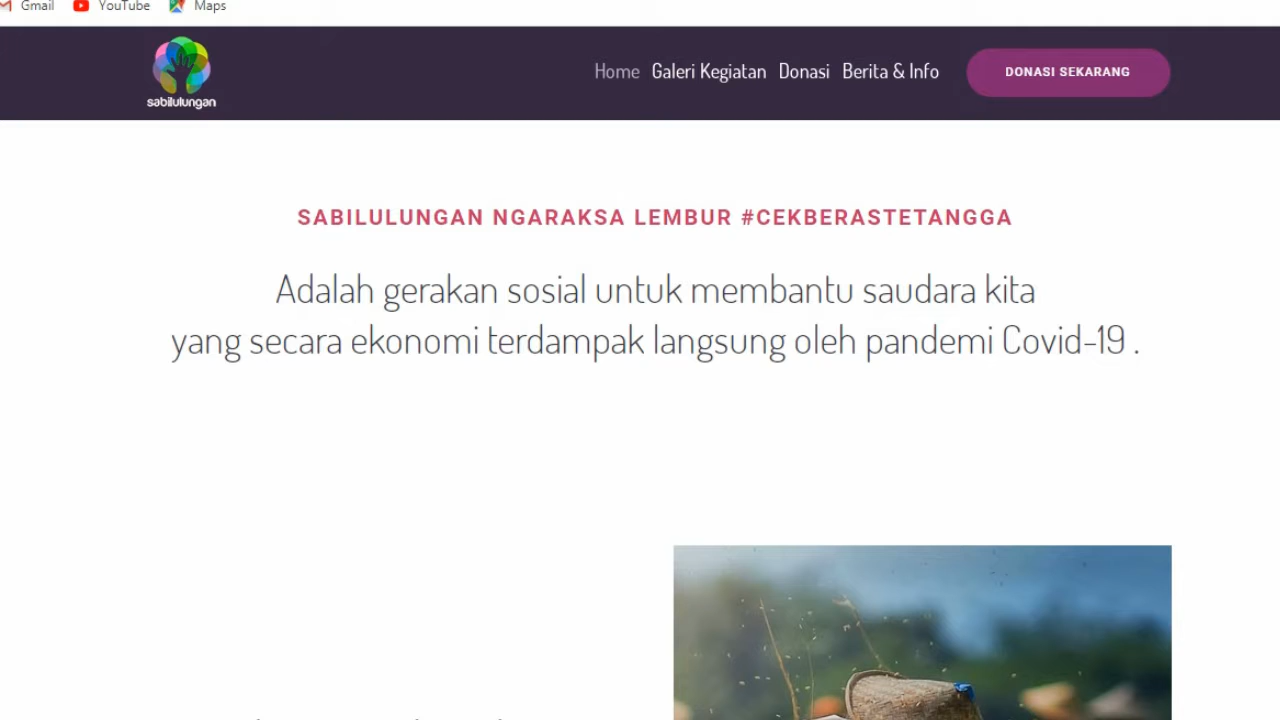 Gmail YouTube Maps
sabilulungan
Home Galeri Kegiatan Donasi Berita & Info DONASI SEKARANG
SABILULUNGAN NGARAKSA LEMBUR #CEKBERASTETANGGA
Adalah gerakan sosial untuk membantu saudara kita
yang secara ekonomi terdampak langsung oleh pandemi Covid-19 .